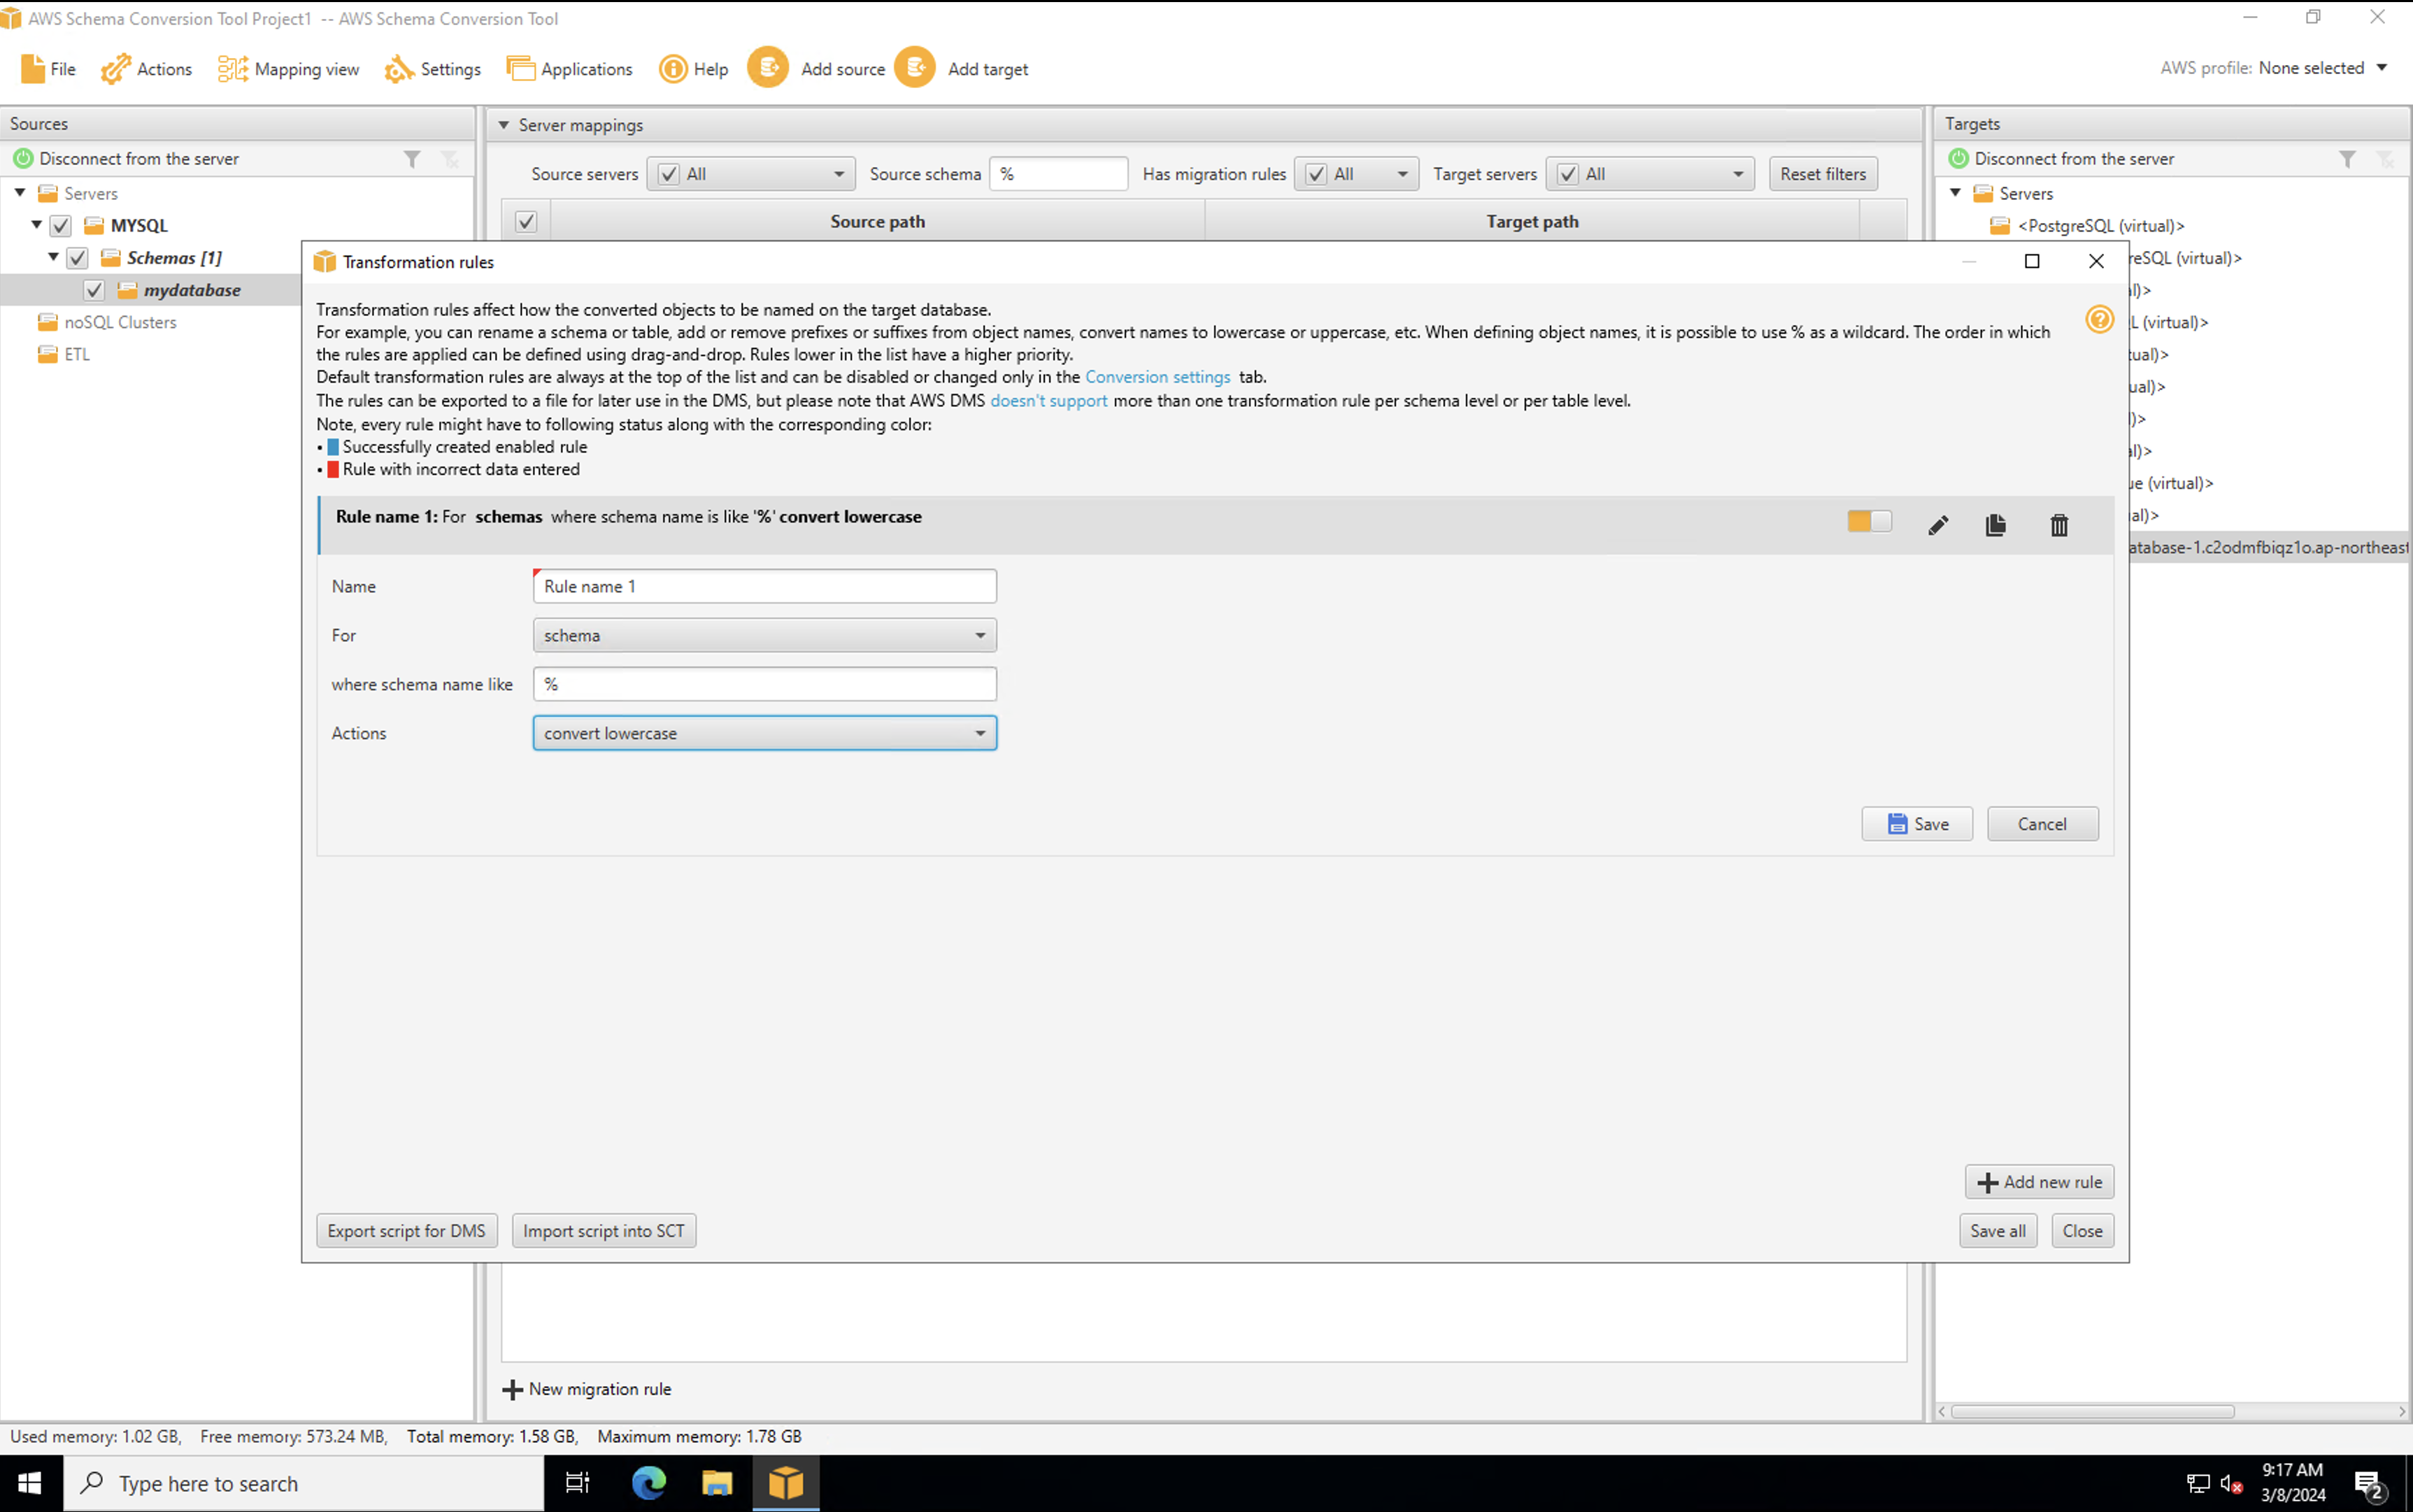 AWS Schema Conversion Tool Project1 -- AWS Schema Conversion Tool
File Actions Mapping view Settings Applications Help Add source Add target AWS profile: None selected
Sources
Disconnect from the server
Servers
MYSQL
Schemas [1]
mydatabase
noSQL Clusters
ETL
Server mappings
Source servers All Source schema % Has migration rules All Target servers All Reset filters
Source path Target path
Targets
Disconnect from the server
Servers
<PostgreSQL (virtual)>
reSQL (virtual)>
al)>
L (virtual)>
tual)>
ual)>
l)>
al)>
ue (virtual)>
al)>
atabase-1.c2odmfbiqz1o.ap-northeast
Transformation rules
Transformation rules affect how the converted objects to be named on the target database.
For example, you can rename a schema or table, add or remove prefixes or suffixes from object names, convert names to lowercase or uppercase, etc. When defining object names, it is possible to use % as a wildcard. The order in which
the rules are applied can be defined using drag-and-drop. Rules lower in the list have a higher priority.
Default transformation rules are always at the top of the list and can be disabled or changed only in the Conversion settings tab.
The rules can be exported to a file for later use in the DMS, but please note that AWS DMS doesn't support more than one transformation rule per schema level or per table level.
Note, every rule might have to following status along with the corresponding color:
• Successfully created enabled rule
• Rule with incorrect data entered
Rule name 1: For schemas where schema name is like '%' convert lowercase
Name Rule name 1
For schema
where schema name like %
Actions convert lowercase
Save Cancel
Add new rule
Export script for DMS Import script into SCT Save all Close
New migration rule
Used memory: 1.02 GB, Free memory: 573.24 MB, Total memory: 1.58 GB, Maximum memory: 1.78 GB
Type here to search
9:17 AM
3/8/2024
2